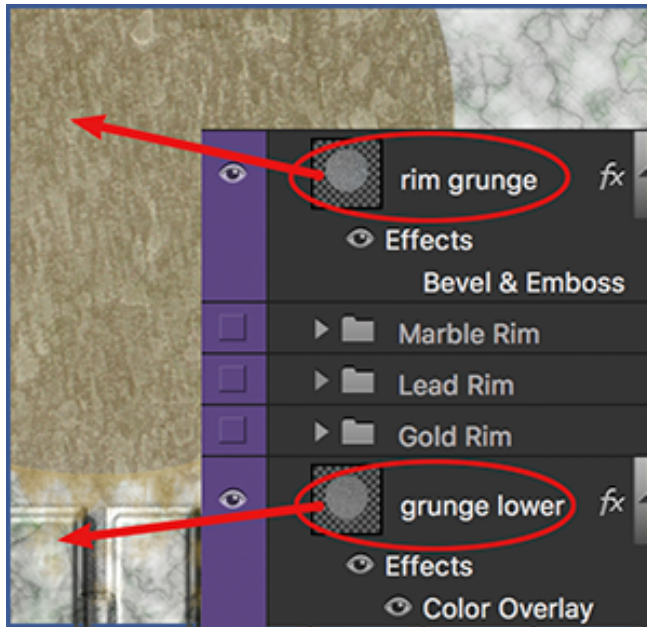 rim grunge fx
Effects
Bevel & Emboss
Marble Rim
Lead Rim
Gold Rim
grunge lower fx
Effects
Color Overlay